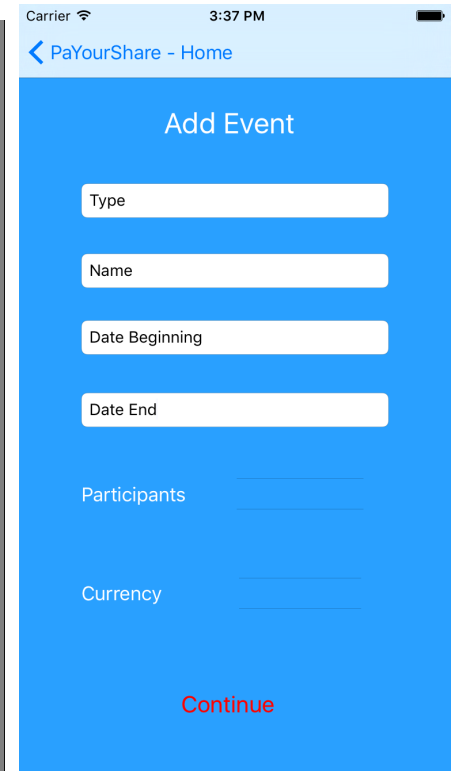 Carrier 3:37 PM
PaYourShare - Home
Add Event
Type
Name
Date Beginning
Date End
Participants
Currency
Continue